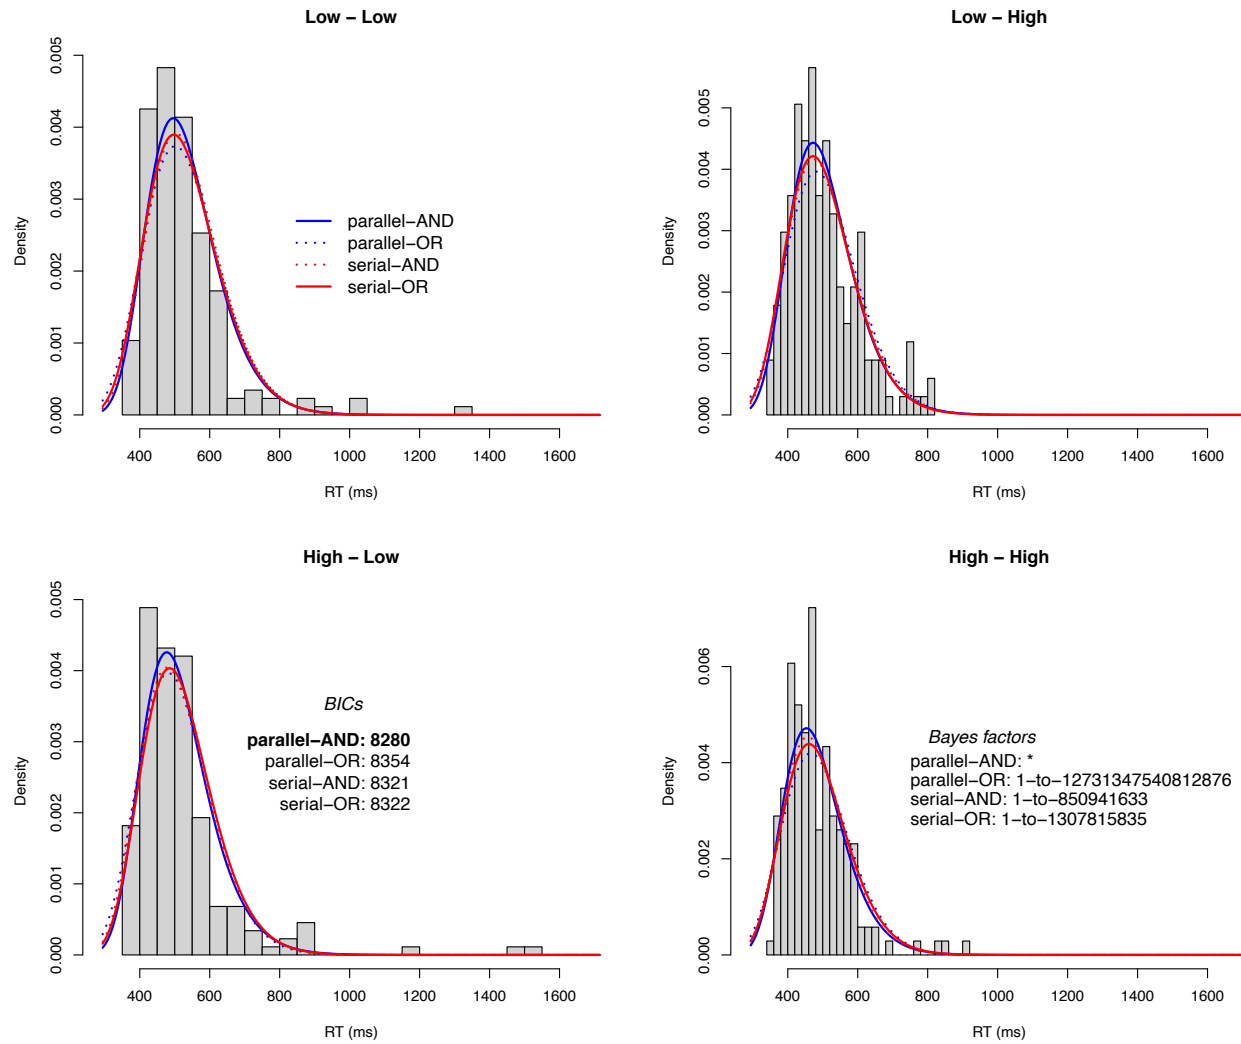 Low – Low
0.005
0.004
0.003
0.002
0.001
0.000
Density
400 600 800 1000 1200 1400 1600
RT (ms)
parallel–AND
parallel–OR
serial–AND
serial–OR
Low – High
0.005
0.004
0.003
0.002
0.001
0.000
Density
400 600 800 1000 1200 1400 1600
RT (ms)
High – Low
0.005
0.004
0.003
0.002
0.001
0.000
Density
400 600 800 1000 1200 1400 1600
RT (ms)
BICs
parallel–AND: 8280
parallel–OR: 8354
serial–AND: 8321
serial–OR: 8322
High – High
0.006
0.004
0.002
0.000
Density
400 600 800 1000 1200 1400 1600
RT (ms)
Bayes factors
parallel–AND: *
parallel–OR: 1–to–12731347540812876
serial–AND: 1–to–850941633
serial–OR: 1–to–1307815835